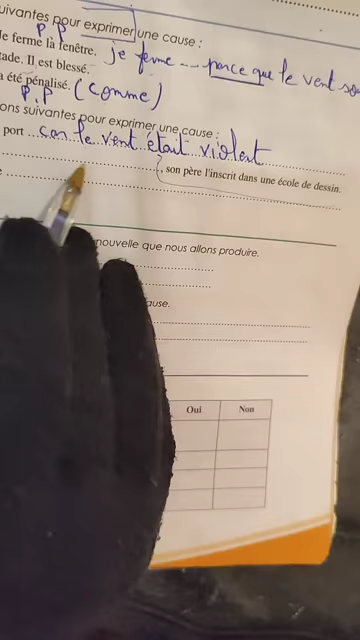 suivantes pour exprimer une cause :
P.P
Je ferme la fenêtre. je ferme ... parce que le vent
tade. Il est blessé.
a été pénalisé. (Comme)
P.P
ons suivantes pour exprimer une cause :
port ... car le vent était violent
, son père l'inscrit dans une école de dessin.
nouvelle que nous allons produire.
ause.
Oui Non